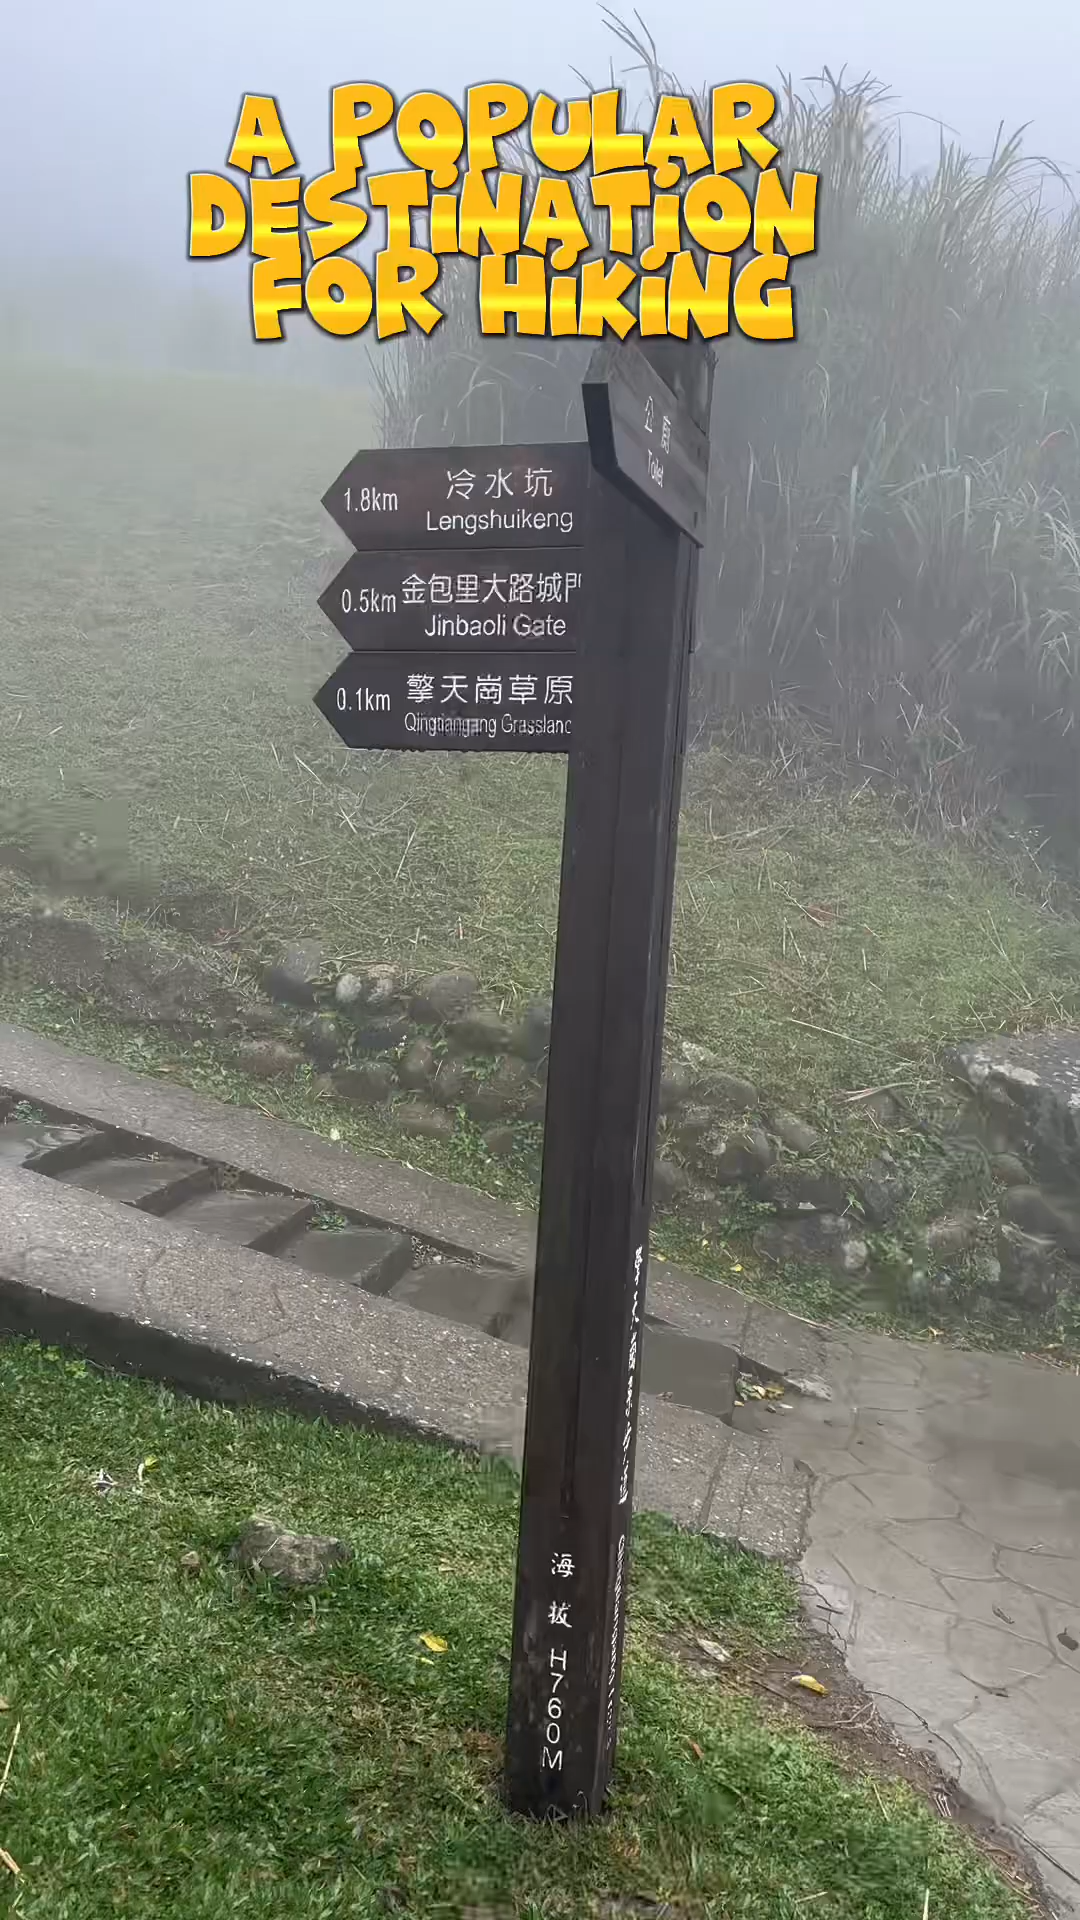 A POPULAR
DESTINATION
FOR HIKING
公廁
Toilet
1.8km 冷水坑
Lengshuikeng
0.5km 金包里大路城門
Jinbaoli Gate
0.1km 擎天崗草原
Qingtiangang Grassland
海拔 H760M